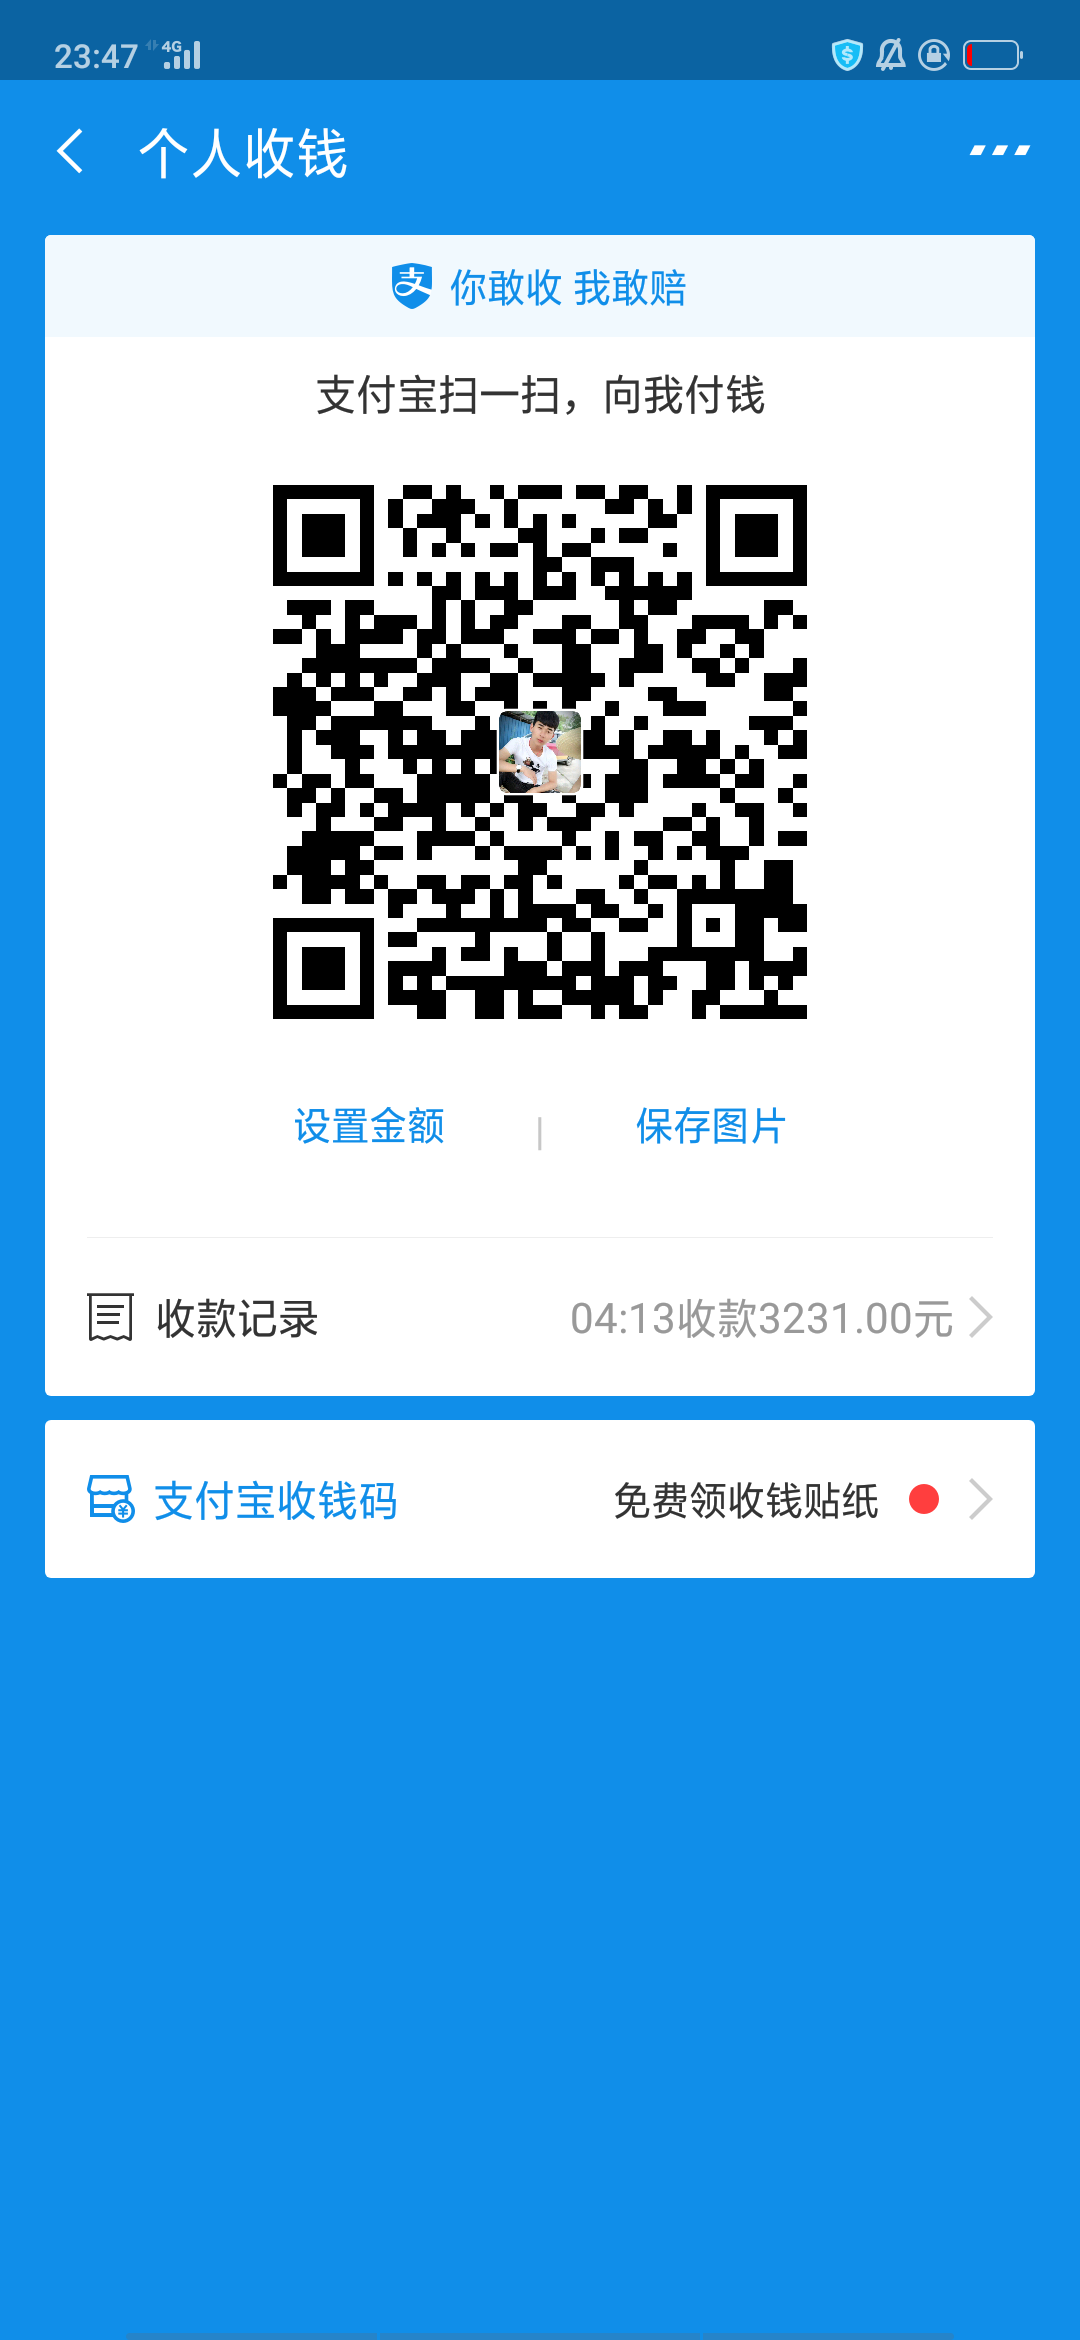 23:47 4G
个人收钱
支 你敢收 我敢赔
支付宝扫一扫，向我付钱
设置金额 | 保存图片
收款记录 04:13收款3231.00元
支付宝收钱码 免费领收钱贴纸